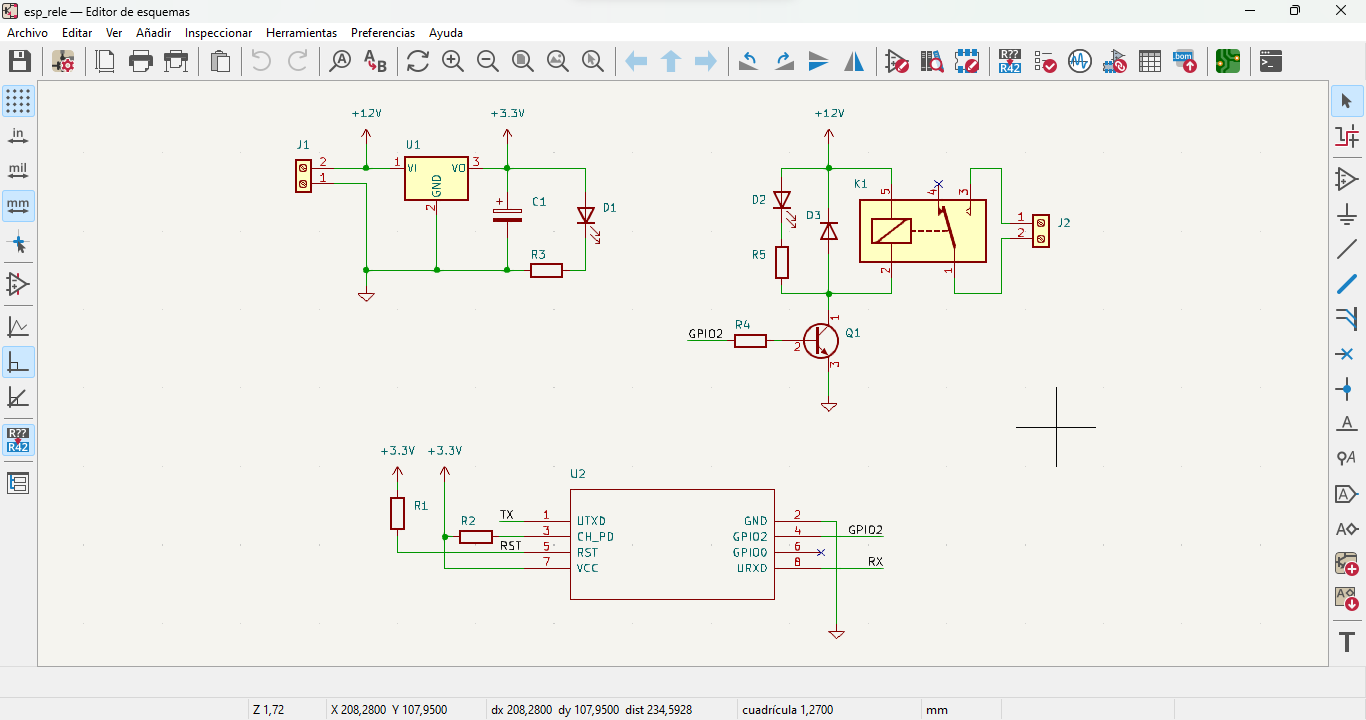 esp_rele — Editor de esquemas
Archivo Editar Ver Añadir Inspeccionar Herramientas Preferencias Ayuda
A B
R?? R42
bom
in
mil
mm
R??
R42
+12V +3.3V +12V
J1 U1
2 1 VI VO 3
1
GND
2
C1
+
D1
R3
D2
D3
R5
K1
5 4 3
2 1
1
2
J2
GPIO2
R4
2
1
Q1
3
+3.3V +3.3V
U2
R1
R2
TX 1 UTXD GND 2
3 CH_PD GPIO2 4 GPIO2
RST 5 RST GPIO0 6
7 VCC URXD 8 RX
A
A
A
A
A
T
Z 1,72
X 208,2800 Y 107,9500
dx 208,2800 dy 107,9500 dist 234,5928
cuadrícula 1,2700
mm